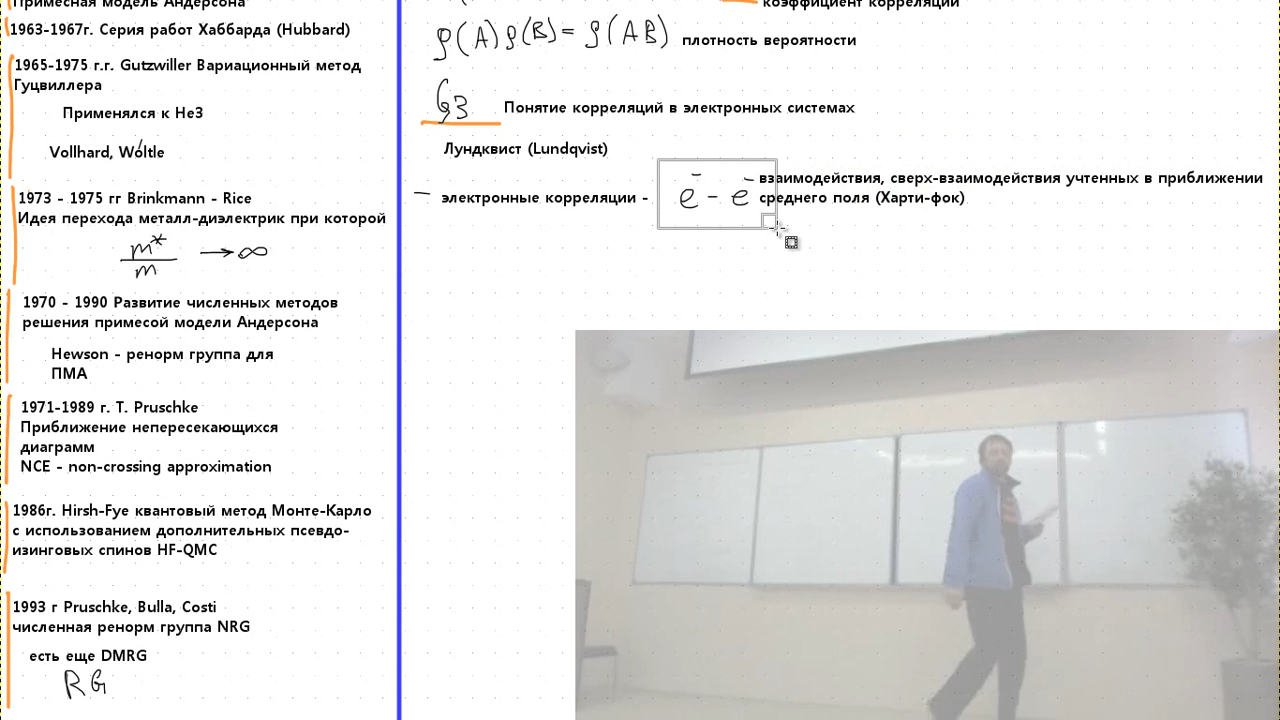 Примесная модель Андерсона
1963-1967г. Серия работ Хаббарда (Hubbard)
1965-1975 г.г. Gutzwiller Вариационный метод
Гуцвиллера
Применялся к He3
Vollhard, Woltle
1973 - 1975 гг Brinkmann - Rice
Идея перехода металл-диэлектрик при которой
m*/m → ∞
1970 - 1990 Развитие численных методов
решения примесой модели Андерсона
Hewson - ренорм группа для
ПМА
1971-1989 г. T. Pruschke
Приближение непересекающихся
диаграмм
NCE - non-crossing approximation
1986г. Hirsh-Fye квантовый метод Монте-Карло
с использованием дополнительных псевдо-
изинговых спинов HF-QMC
1993 г Pruschke, Bulla, Costi
численная ренорм группа NRG
есть еще DMRG
RG
коэффициент корреляции
ρ(A)ρ(B) = ρ(AB) плотность вероятности
§3 Понятие корреляций в электронных системах
Лундквист (Lundqvist)
— электронные корреляции - e⁻ - e⁻ взаимодействия, сверх-взаимодействия учтенных в приближении
среднего поля (Харти-фок)